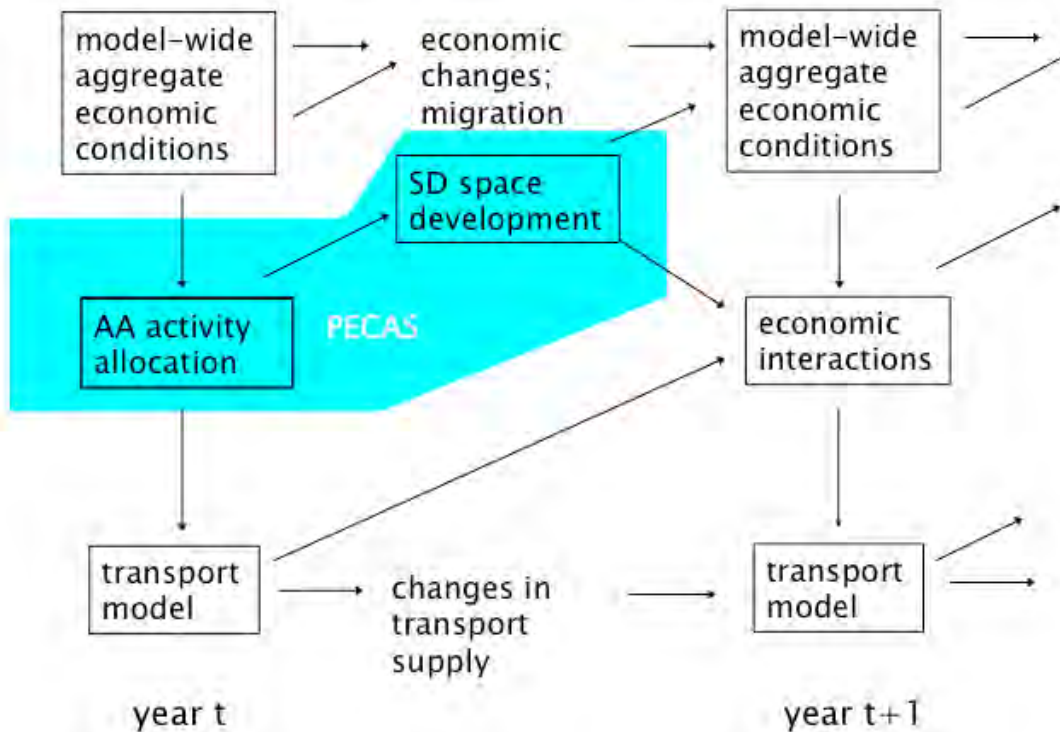 model-wide
aggregate
economic
conditions
economic
changes;
migration
model-wide
aggregate
economic
conditions
SD space
development
AA activity
allocation
PECAS
economic
interactions
transport
model
changes in
transport
supply
transport
model
year t
year t+1